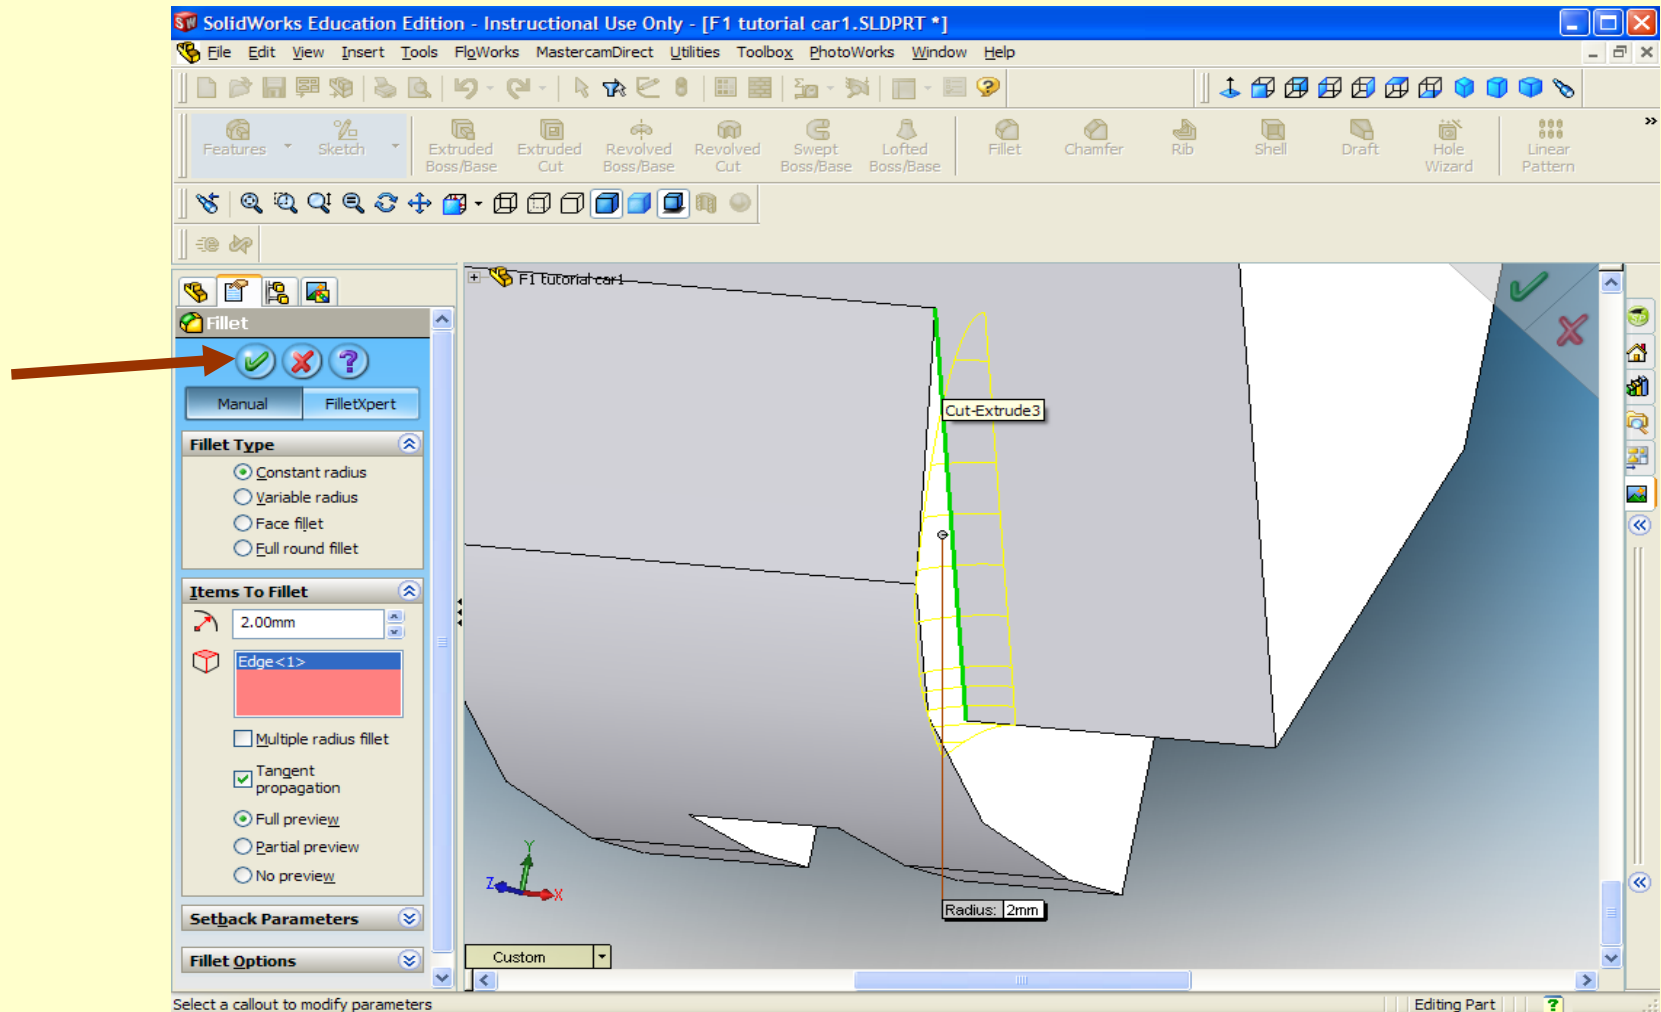 SolidWorks Education Edition - Instructional Use Only - [F1 tutorial car1.SLDPRT *]
File Edit View Insert Tools FloWorks MastercamDirect Utilities Toolbox PhotoWorks Window Help
Features Sketch Extruded Boss/Base Extruded Cut Revolved Boss/Base Revolved Cut Swept Boss/Base Lofted Boss/Base Fillet Chamfer Rib Shell Draft Hole Wizard Linear Pattern
F1 tutorial car1
Fillet
Manual FilletXpert
Fillet Type
Constant radius
Variable radius
Face fillet
Full round fillet
Items To Fillet
2.00mm
Edge<1>
Multiple radius fillet
Tangent
propagation
Full preview
Partial preview
No preview
Setback Parameters
Fillet Options
Cut-Extrude3
Y
Z
X
Radius: 2mm
Custom
Select a callout to modify parameters
Editing Part